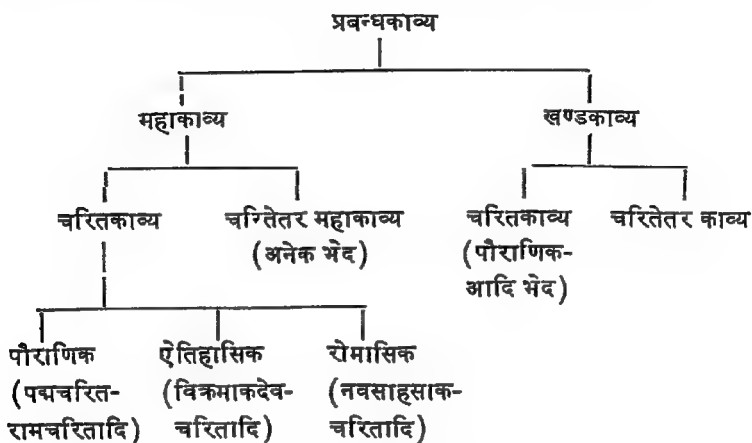 प्रबन्धकाव्य
महाकाव्य खण्डकाव्य
चरितकाव्य चरितेतर महाकाव्य चरितकाव्य चरितेतर काव्य
(अनेक भेद) (पौराणिक-
आदि भेद)
पौराणिक ऐतिहासिक रोमासिक
(पद्मचरित- (विक्रमाकदेव- (नवसाहसाक-
रामचरितादि) चरितादि) चरितादि)